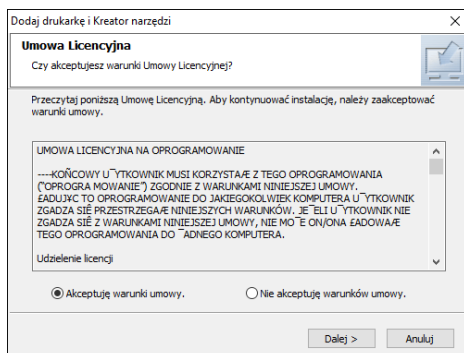 Dodaj drukarkę i Kreator narzędzi
Umowa Licencyjna
Czy akceptujesz warunki Umowy Licencyjnej?
Przeczytaj poniższą Umowę Licencyjną. Aby kontynuować instalację, należy zaakceptować
warunki umowy.
UMOWA LICENCYJNA NA OPROGRAMOWANIE
----KOÑCOWY U¯YTKOWNIK MUSI KORZYSTAÆ Z TEGO OPROGRAMOWANIA
("OPROGRA MOWANIE") ZGODNIE Z WARUNKAMI NINIEJSZEJ UMOWY.
£ADUJ¥C TO OPROGRAMOWANIE DO JAKIEGOKOLWIEK KOMPUTERA U¯YTKOWNIK
ZGADZA SIÊ PRZESTRZEGAÆ NINIEJSZYCH WARUNKÓW. JE¯ELI U¯YTKOWNIK NIE
ZGADZA SIÊ Z WARUNKAMI NINIEJSZEJ UMOWY, NIE MO¯E ON/ONA £ADOWAÆ
TEGO OPROGRAMOWANIA DO ¯ADNEGO KOMPUTERA.
Udzielenie licencji
Akceptuję warunki umowy.
Nie akceptuję warunków umowy.
Dalej >
Anuluj